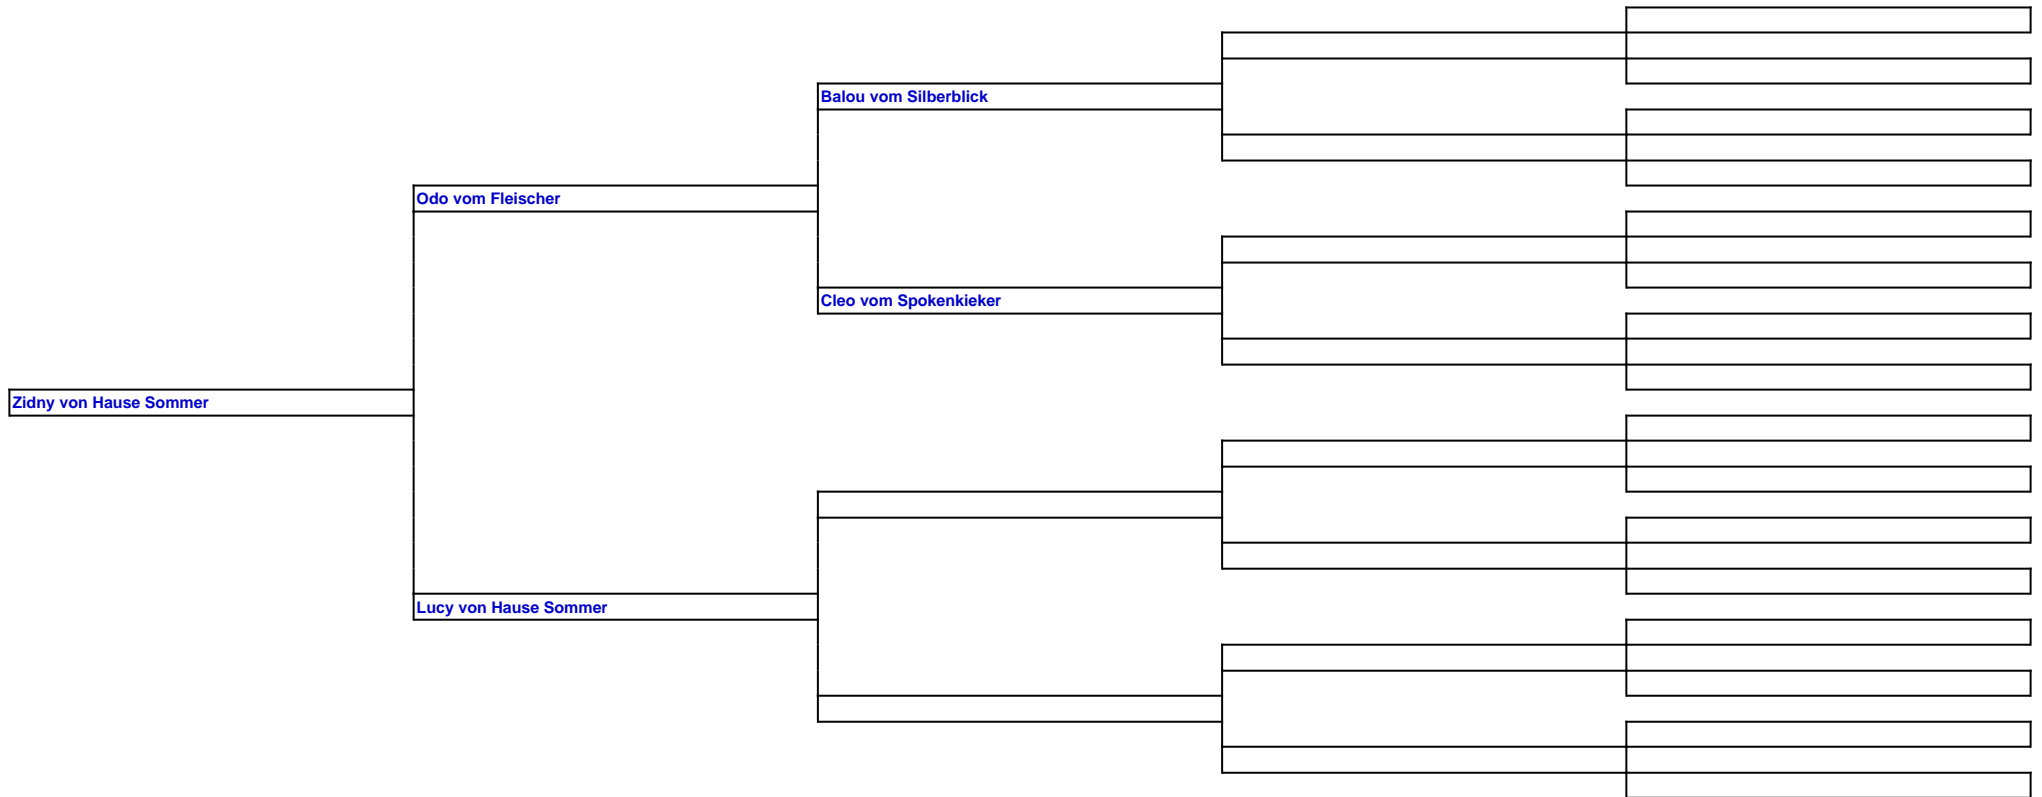 Balou vom Silberblick
Odo vom Fleischer
Cleo vom Spokenkieker
Zidny von Hause Sommer
Lucy von Hause Sommer